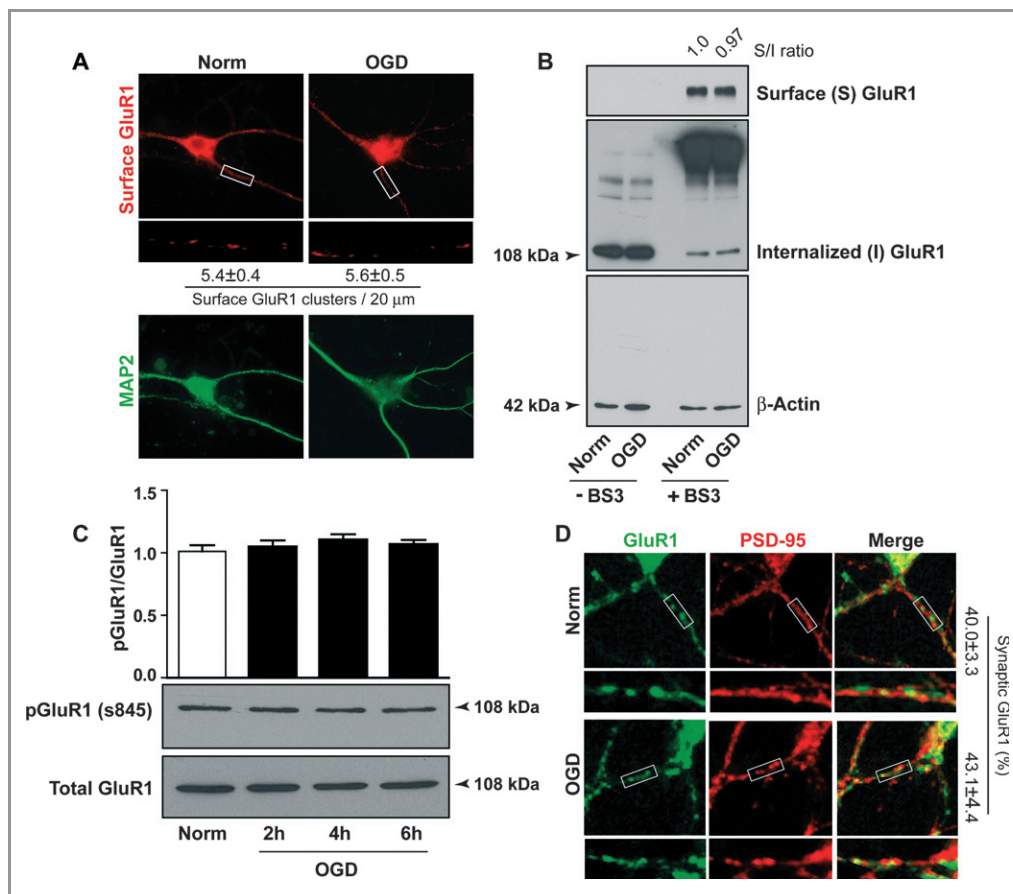 A
Norm
OGD
Surface GluR1
5.4±0.4
5.6±0.5
Surface GluR1 clusters / 20 μm
MAP2
B
1.0
0.97
S/I ratio
Surface (S) GluR1
108 kDa
Internalized (I) GluR1
42 kDa
β-Actin
Norm
OGD
Norm
OGD
- BS3
+ BS3
C
pGluR1/GluR1
1.5
1.0
0.5
0.0
pGluR1 (s845)
108 kDa
Total GluR1
108 kDa
Norm
2h
4h
6h
OGD
D
GluR1
PSD-95
Merge
Norm
OGD
40.0±3.3
43.1±4.4
Synaptic GluR1 (%)